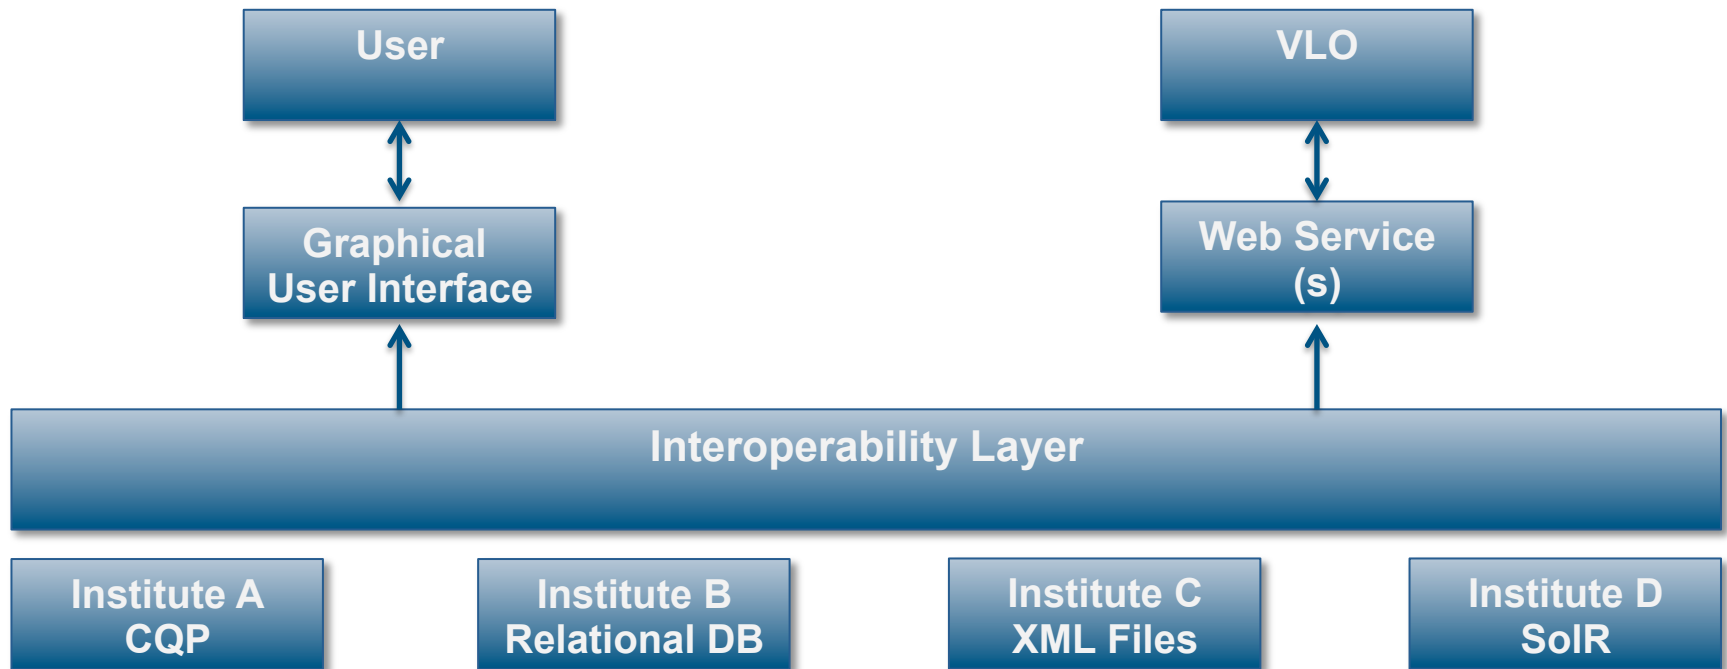 User
VLO
Graphical
User Interface
Web Service
(s)
Interoperability Layer
Institute A
CQP
Institute B
Relational DB
Institute C
XML Files
Institute D
SolR